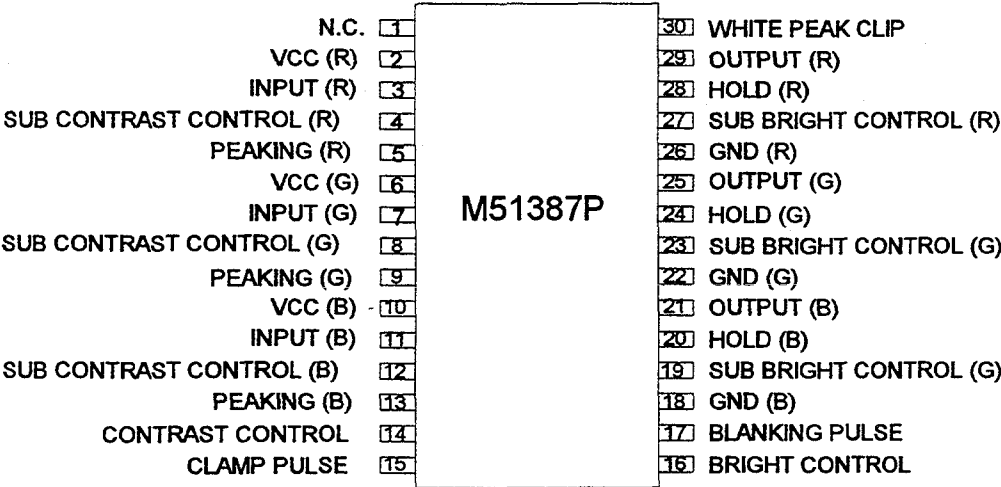 N.C. 1 30 WHITE PEAK CLIP
VCC (R) 2 29 OUTPUT (R)
INPUT (R) 3 28 HOLD (R)
SUB CONTRAST CONTROL (R) 4 27 SUB BRIGHT CONTROL (R)
PEAKING (R) 5 26 GND (R)
VCC (G) 6 25 OUTPUT (G)
INPUT (G) 7 M51387P 24 HOLD (G)
SUB CONTRAST CONTROL (G) 8 23 SUB BRIGHT CONTROL (G)
PEAKING (G) 9 22 GND (G)
VCC (B) 10 21 OUTPUT (B)
INPUT (B) 11 20 HOLD (B)
SUB CONTRAST CONTROL (B) 12 19 SUB BRIGHT CONTROL (G)
PEAKING (B) 13 18 GND (B)
CONTRAST CONTROL 14 17 BLANKING PULSE
CLAMP PULSE 15 16 BRIGHT CONTROL